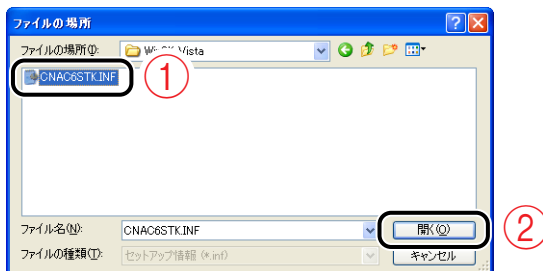 ファイルの場所
ファイルの場所(I):
Vista
CNAC6STK.INF
①
ファイル名(N):
CNAC6STK.INF
開く(O)
②
ファイルの種類(T):
セットアップ情報 (*.inf)
キャンセル